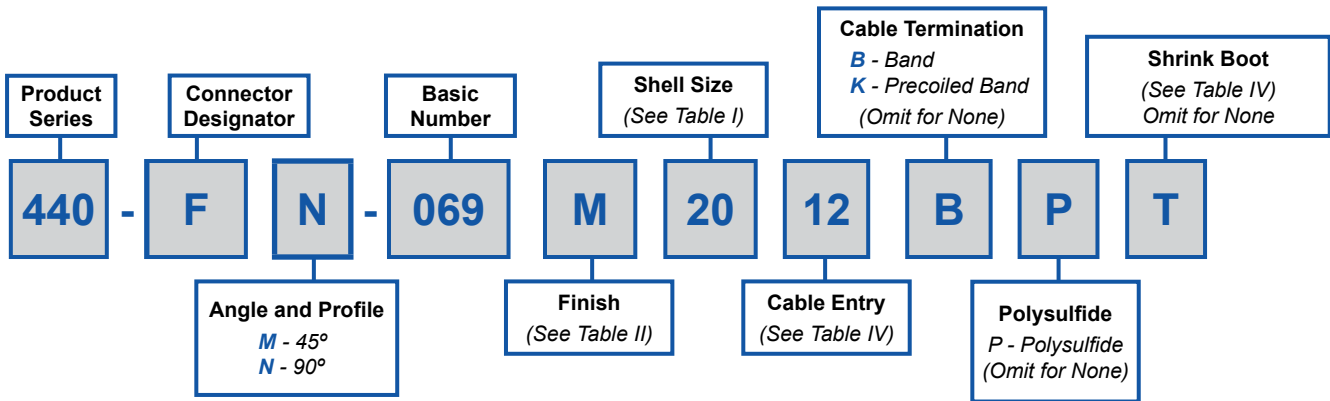 Product
Series
Connector
Designator
Basic
Number
Shell Size
(See Table I)
Cable Termination
B - Band
K - Precoiled Band
(Omit for None)
Shrink Boot
(See Table IV)
Omit for None
440 - F N - 069 M 20 12 B P T
Angle and Profile
M - 45º
N - 90º
Finish
(See Table II)
Cable Entry
(See Table IV)
Polysulfide
P - Polysulfide
(Omit for None)